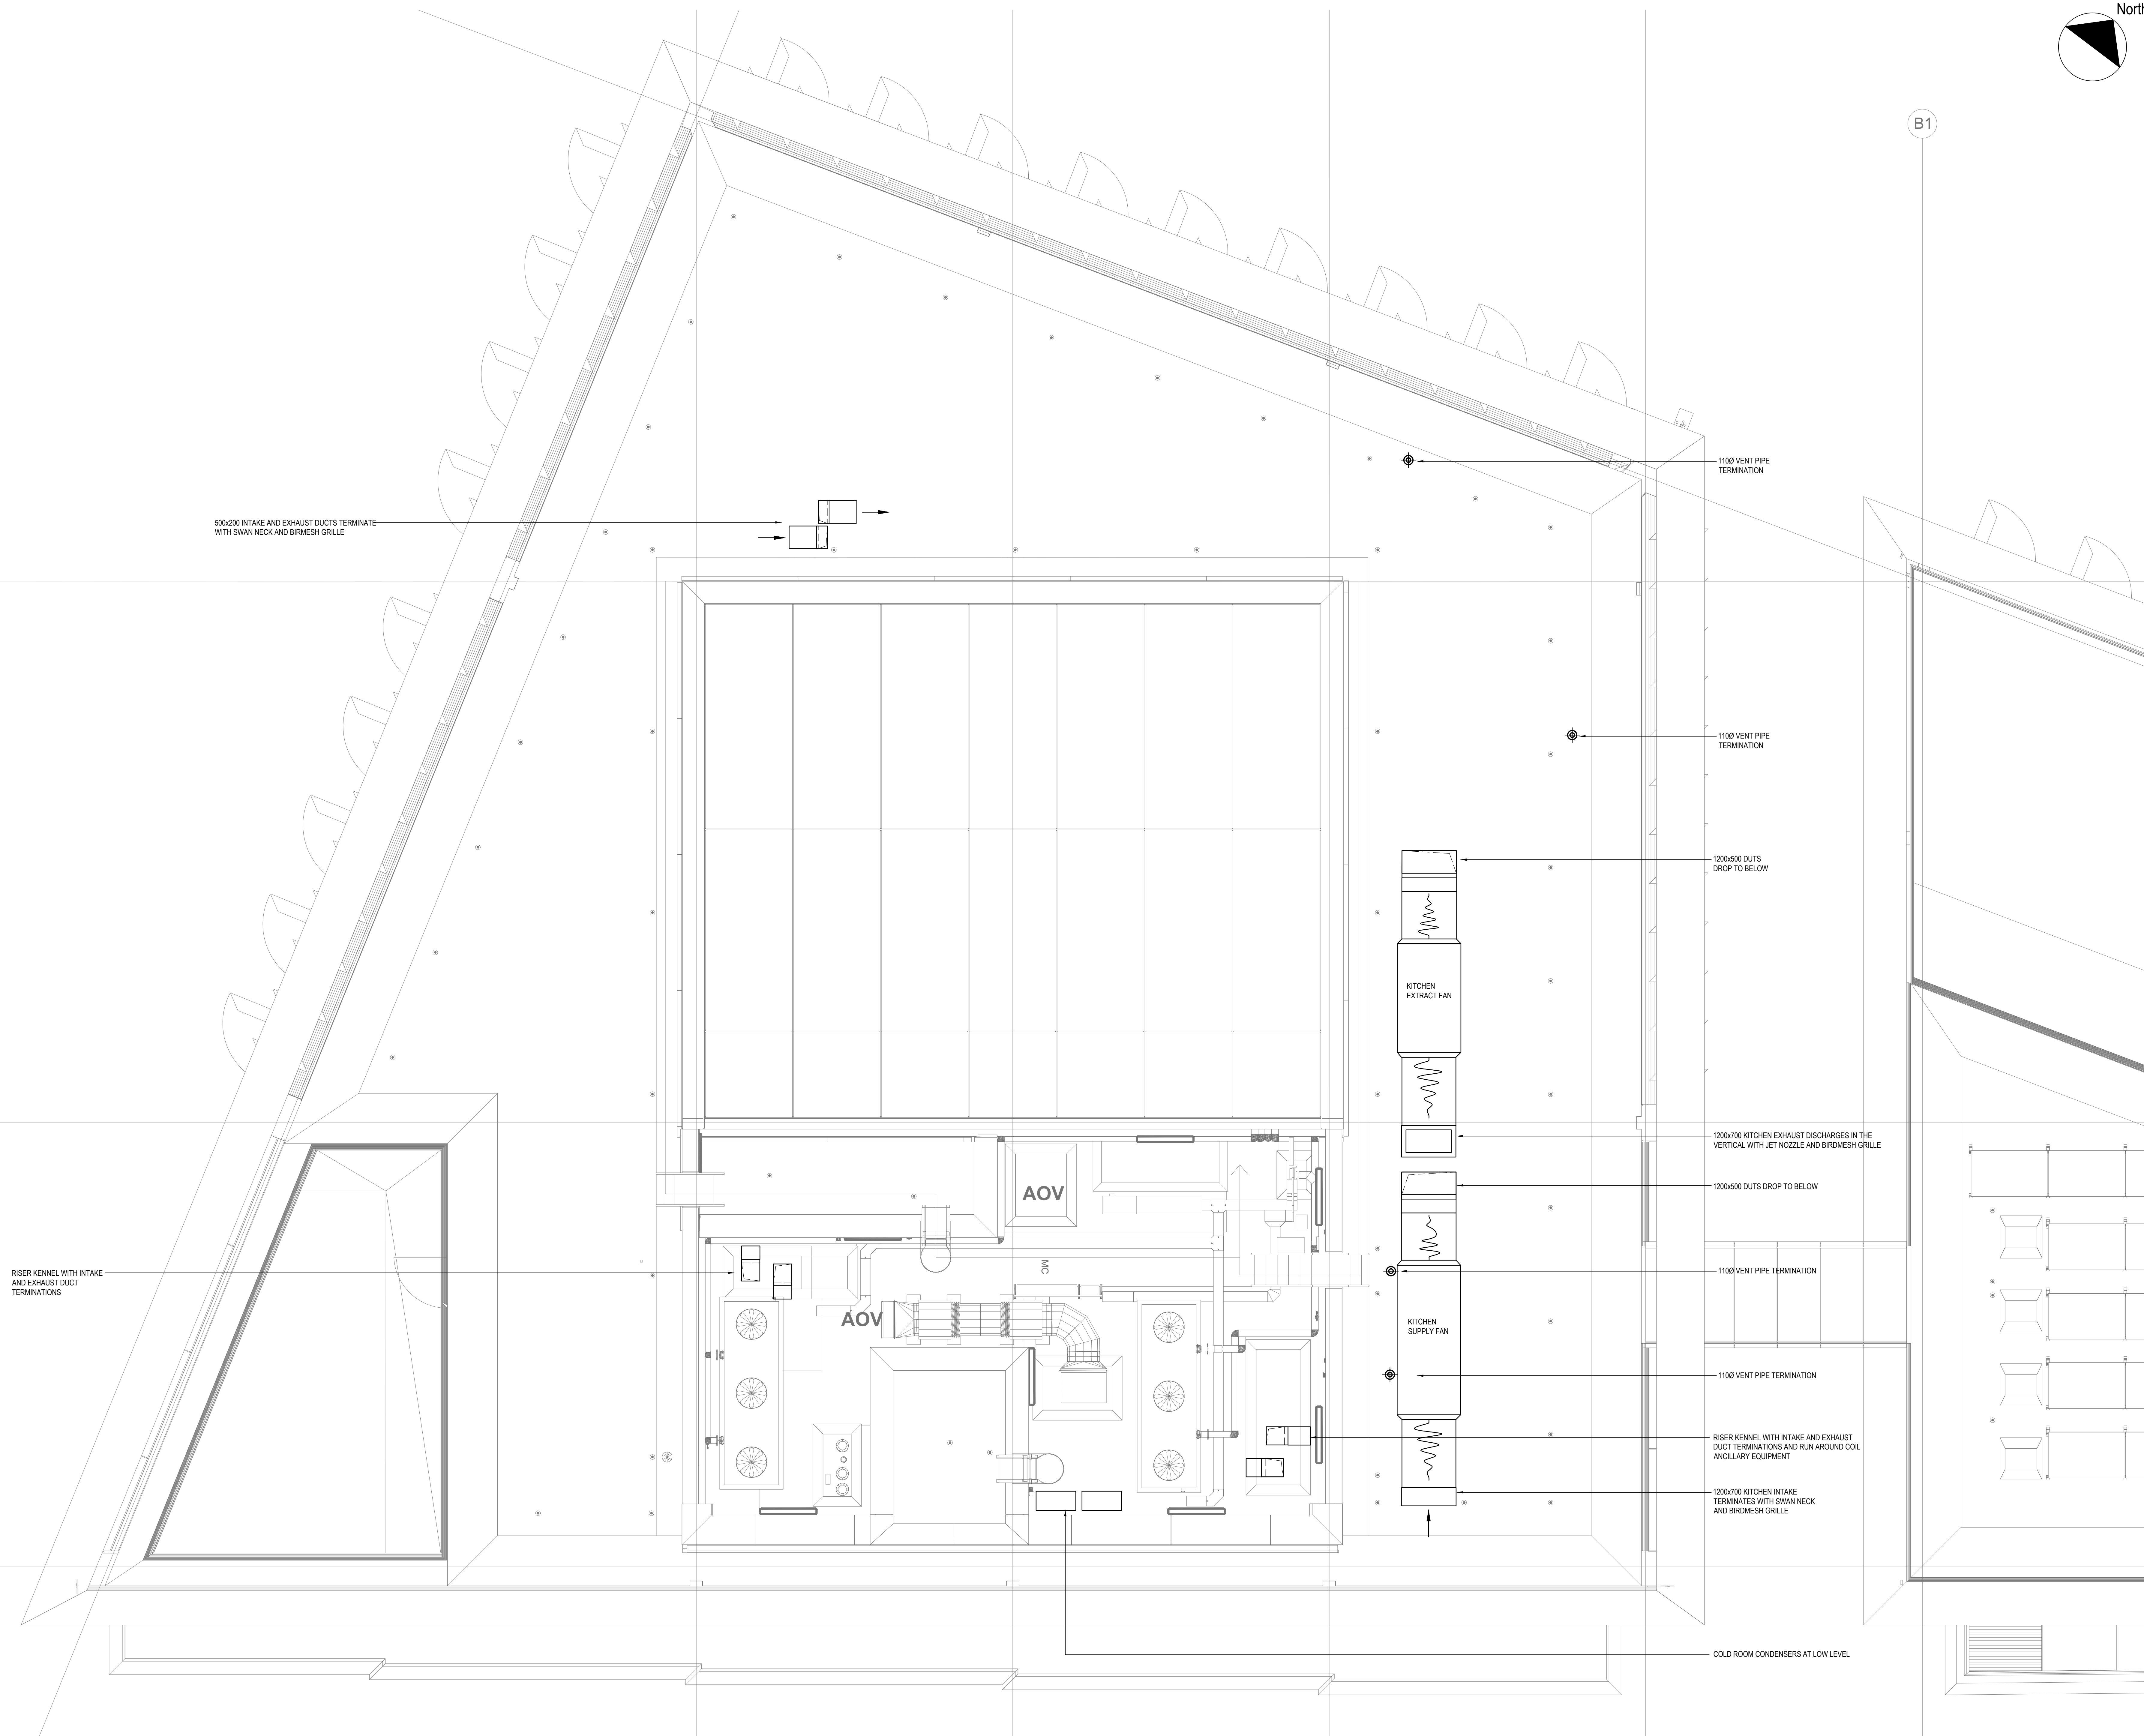 North
B1
110Ø VENT PIPE
TERMINATION
500x200 INTAKE AND EXHAUST DUCTS TERMINATE
WITH SWAN NECK AND BIRMESH GRILLE
110Ø VENT PIPE
TERMINATION
1200x500 DUTS
DROP TO BELOW
KITCHEN
EXTRACT FAN
1200x700 KITCHEN EXHAUST DISCHARGES IN THE
VERTICAL WITH JET NOZZLE AND BIRDMESH GRILLE
AOV
1200x500 DUTS DROP TO BELOW
MC
RISER KENNEL WITH INTAKE
AND EXHAUST DUCT
TERMINATIONS
110Ø VENT PIPE TERMINATION
AOV
KITCHEN
SUPPLY FAN
110Ø VENT PIPE TERMINATION
RISER KENNEL WITH INTAKE AND EXHAUST
DUCT TERMINATIONS AND RUN AROUND COIL
ANCILLARY EQUIPMENT
1200x700 KITCHEN INTAKE
TERMINATES WITH SWAN NECK
AND BIRDMESH GRILLE
COLD ROOM CONDENSERS AT LOW LEVEL